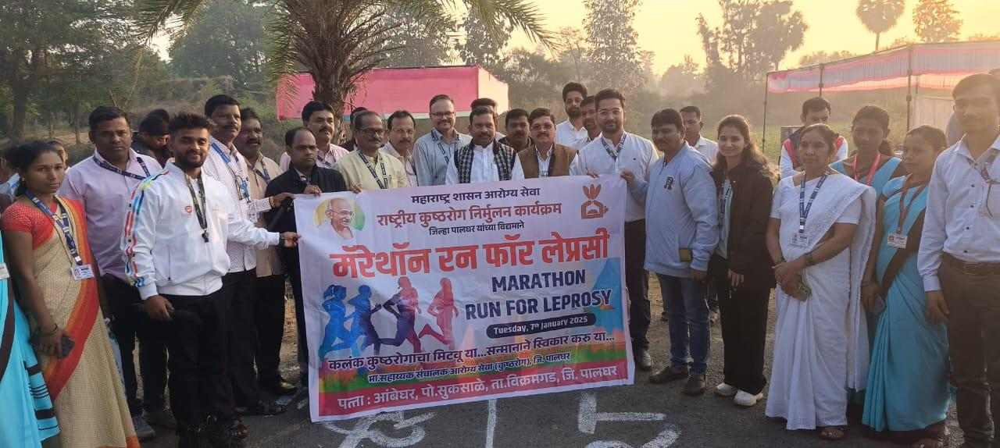 महाराष्ट्र शासन आरोग्य सेवा
राष्ट्रीय कुष्ठरोग निर्मुलन कार्यक्रम
जिल्हा पालघर यांच्या विद्यमाने
मॅरेथॉन रन फॉर लेप्रसी
MARATHON
RUN FOR LEPROSY
Tuesday, 7th January 2025
कलंक कुष्ठरोगाचा मिटवू या...सन्मानाने स्विकार करु या...
मा.सहाय्यक संचालक आरोग्य सेवा (कुष्ठरोग), जि. पालघर
पत्ता : आंबेघर, पो.सुकसाळे, ता.विक्रमगड, जि. पालघर
R